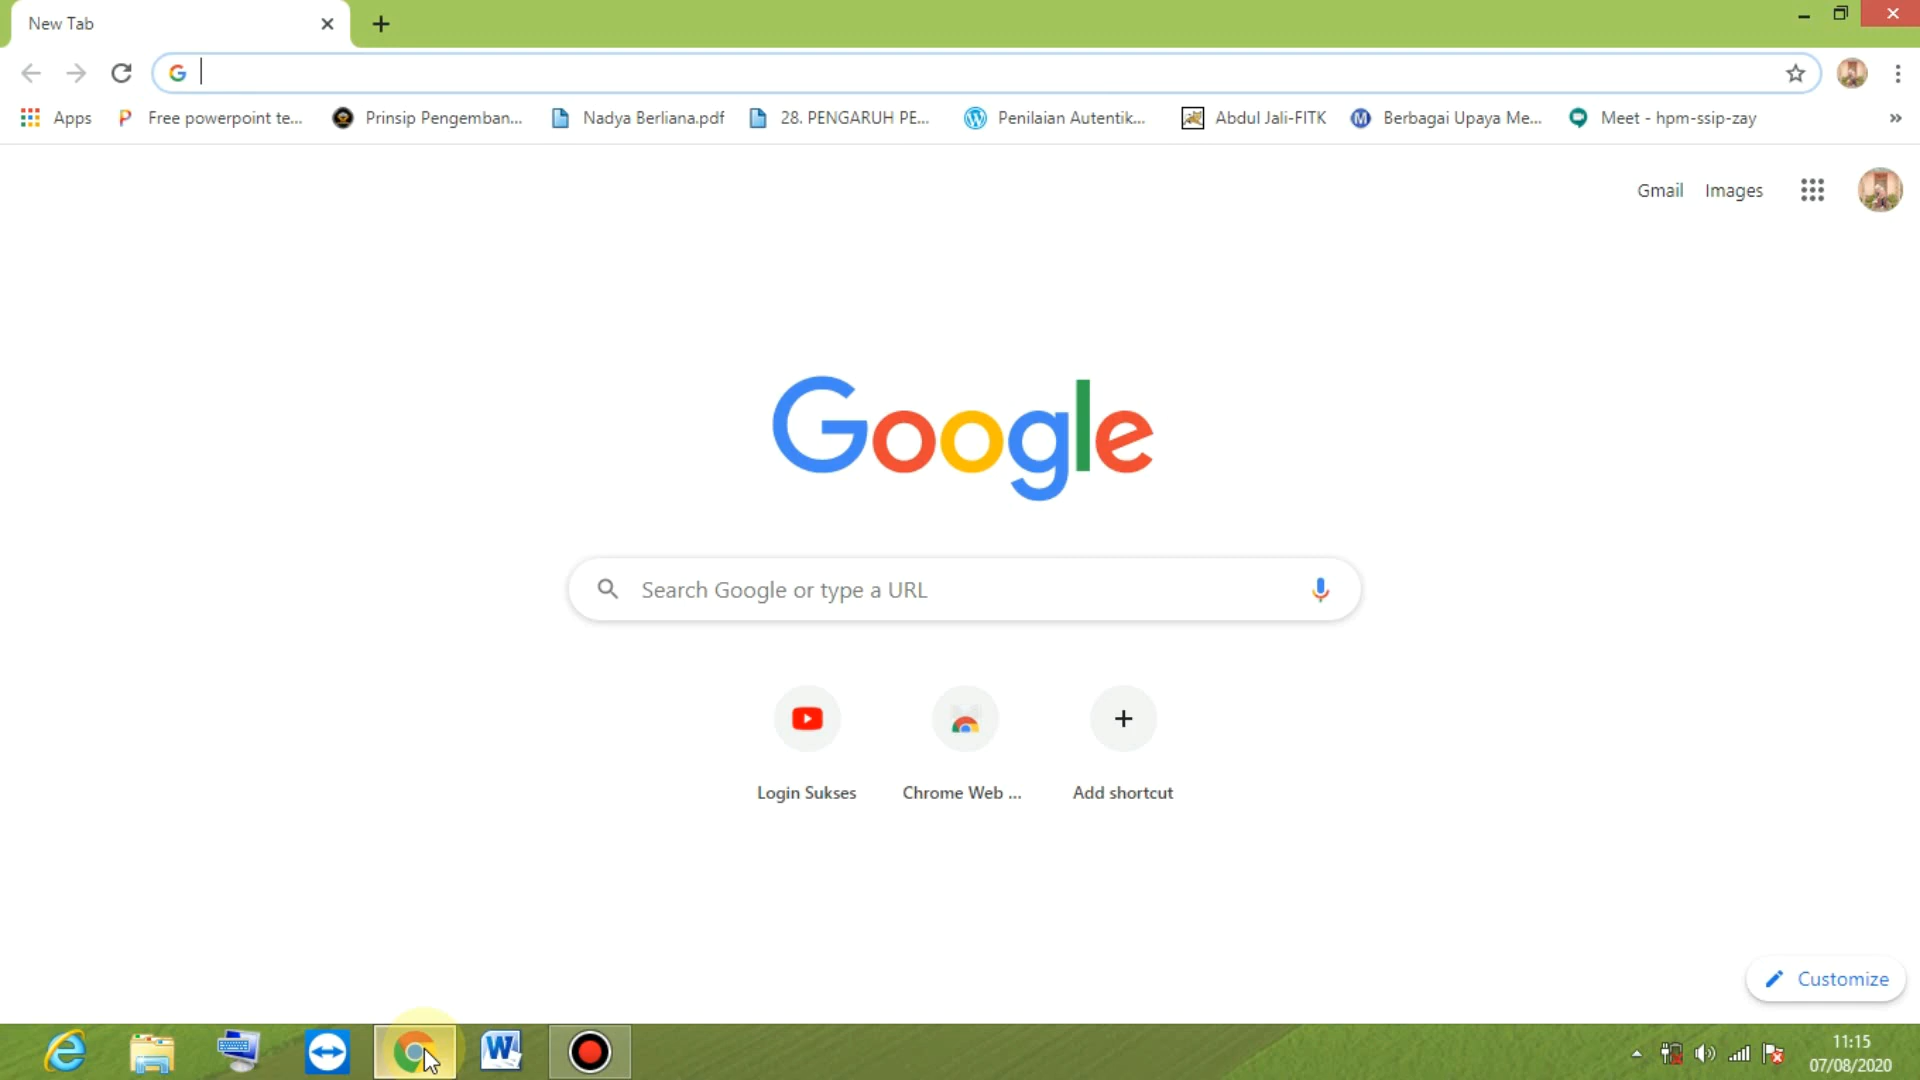 New Tab
Apps
Free powerpoint te...
Prinsip Pengemban...
Nadya Berliana.pdf
28. PENGARUH PE...
Penilaian Autentik...
Abdul Jali-FITK
Berbagai Upaya Me...
Meet - hpm-ssip-zay
»
Gmail
Images
Google
Search Google or type a URL
Login Sukses
Chrome Web ...
Add shortcut
Customize
11:15
07/08/2020